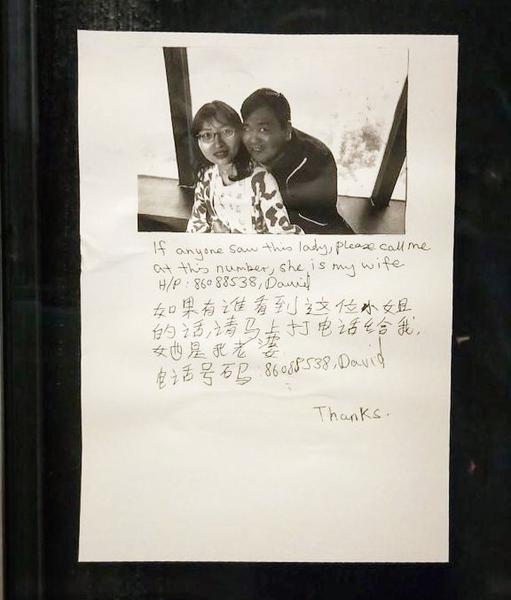 If anyone saw this lady, please call me
at this number, she is my wife
H/P: 86088538, David
如果有谁看到这位小姐
的话,请马上打电话给我,
她是我老婆
电话号码:86088538, David
Thanks.